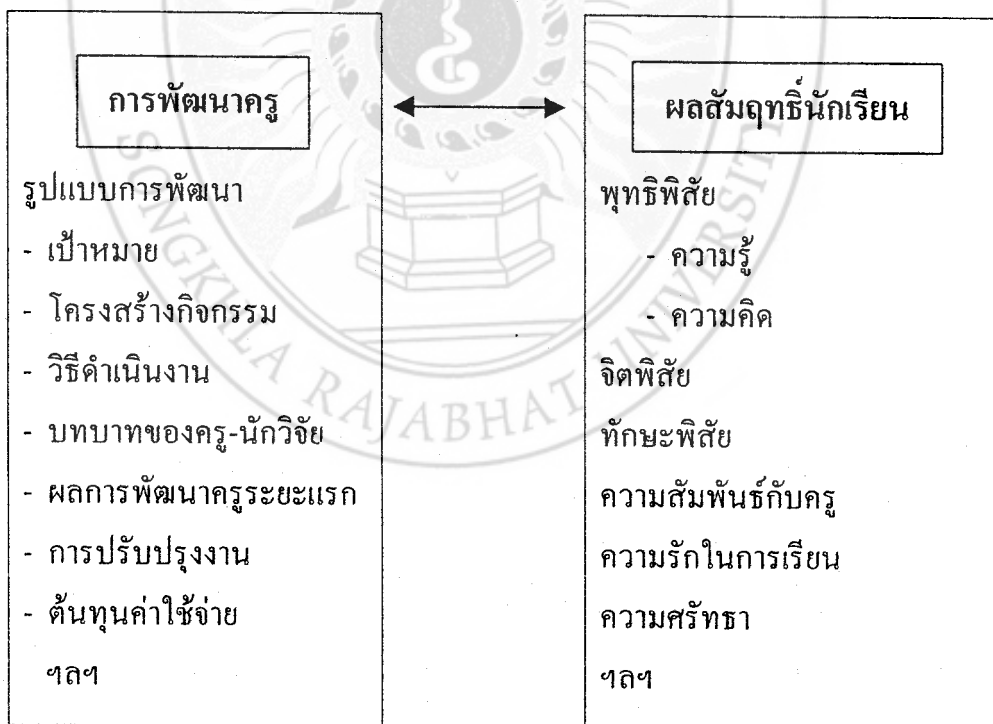 การพัฒนาครู
รูปแบบการพัฒนา
- เป้าหมาย
- โครงสร้างกิจกรรม
- วิธีดำเนินงาน
- บทบาทของครู-นักวิจัย
- ผลการพัฒนาครูระยะแรก
- การปรับปรุงงาน
- ต้นทุนค่าใช้จ่าย
ฯลฯ
ผลสัมฤทธิ์นักเรียน
พุทธิพิสัย
- ความรู้
- ความคิด
จิตพิสัย
ทักษะพิสัย
ความสัมพันธ์กับครู
ความรักในการเรียน
ความศรัทธา
ฯลฯ
SONGKHLA RAJABHAT UNIVERSITY